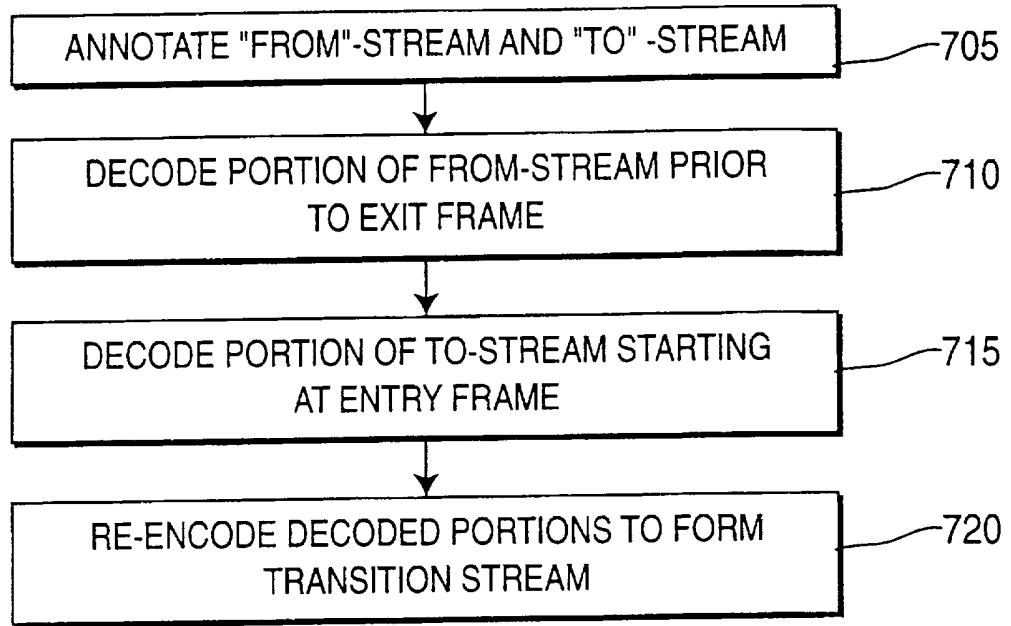 ANNOTATE "FROM"-STREAM AND "TO" -STREAM
705
DECODE PORTION OF FROM-STREAM PRIOR
TO EXIT FRAME
710
DECODE PORTION OF TO-STREAM STARTING
AT ENTRY FRAME
715
RE-ENCODE DECODED PORTIONS TO FORM
TRANSITION STREAM
720